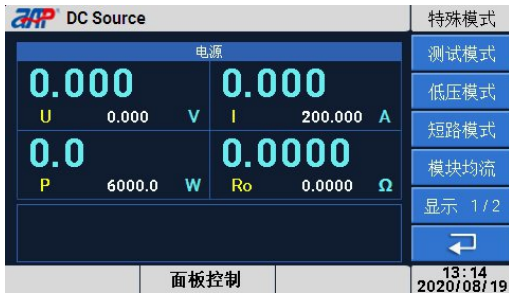 AAP DC Source
特殊模式
电源
测试模式
0.000 0.000
低压模式
U 0.000 V I 200.000 A
短路模式
0.0 0.0000
模块均流
P 6000.0 W Ro 0.0000 Ω
显示 1/2
面板控制
13:14
2020/08/19